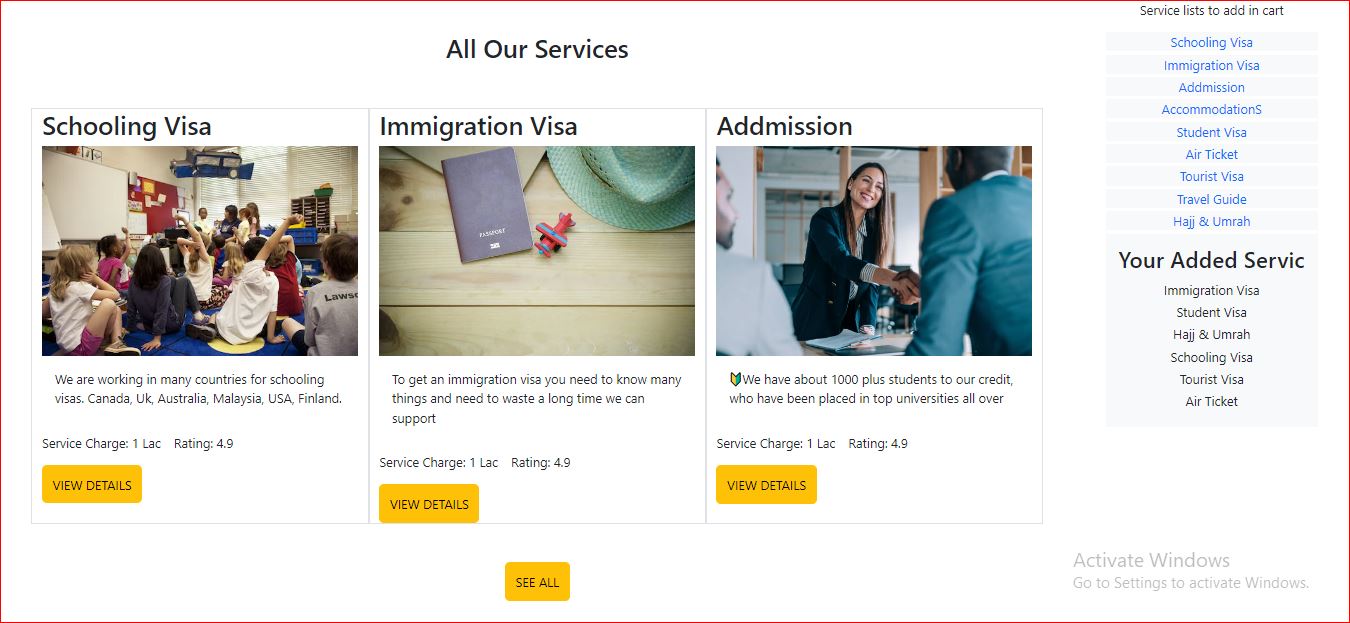 Service lists to add in cart
All Our Services
Schooling Visa
We are working in many countries for schooling
visas. Canada, Uk, Australia, Malaysia, USA, Finland.
Service Charge: 1 Lac Rating: 4.9
VIEW DETAILS
Immigration Visa
PASSPORT
To get an immigration visa you need to know many
things and need to waste a long time we can
support
Service Charge: 1 Lac Rating: 4.9
VIEW DETAILS
Addmission
🔰We have about 1000 plus students to our credit,
who have been placed in top universities all over
Service Charge: 1 Lac Rating: 4.9
VIEW DETAILS
SEE ALL
Schooling Visa
Immigration Visa
Addmission
AccommodationS
Student Visa
Air Ticket
Tourist Visa
Travel Guide
Hajj & Umrah
Your Added Servic
Immigration Visa
Student Visa
Hajj & Umrah
Schooling Visa
Tourist Visa
Air Ticket
Activate Windows
Go to Settings to activate Windows.